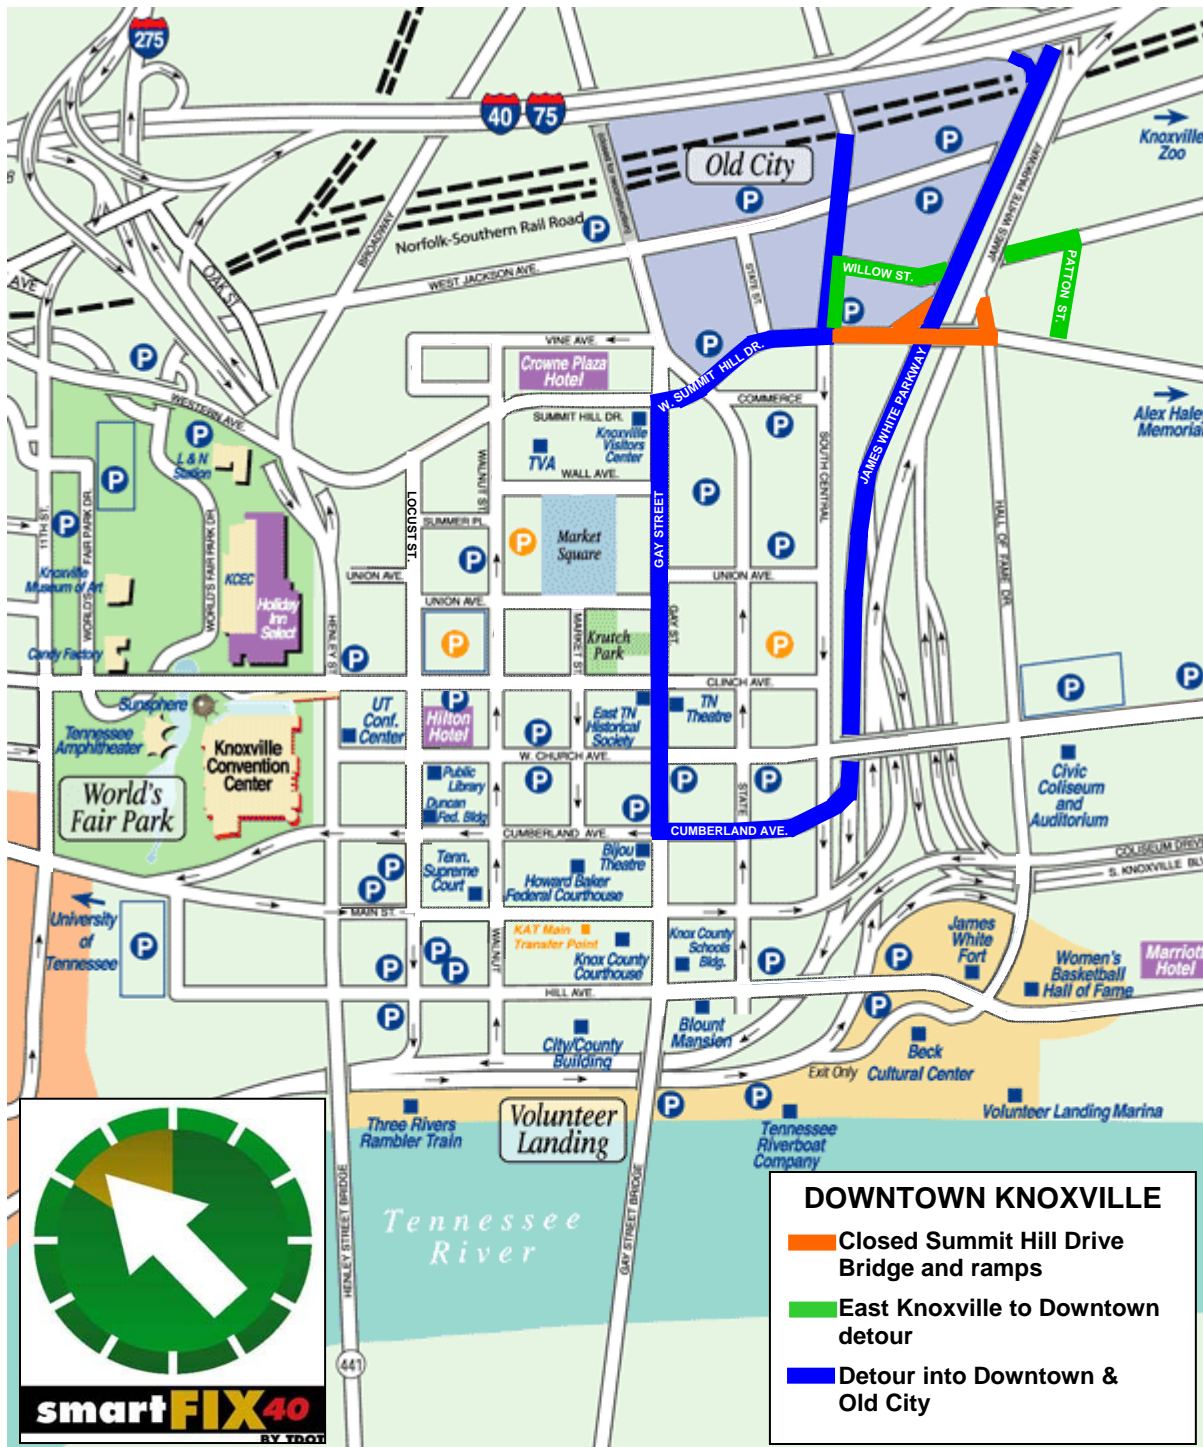 275
40
75
Knoxville
Zoo
Old City
P
P
P
P
Norfolk-Southern Rail Road
BROADWAY
WEST JACKSON AVE.
OAK ST
AVE
STATE ST.
JAMES WHITE PARKWAY
WILLOW ST.
PATTON ST.
P
P
P
VINE AVE.
Crowne Plaza
Hotel
W. SUMMIT HILL DR.
JAMES WHITE PARKWAY
WESTERN AVE.
SUMMIT HILL DR.
COMMERCE
Alex Haley
Memorial
P
L & N
Station
P
Knoxville
Visitors
Center
TVA
WALL AVE.
P
WALNUT ST.
LOCUST ST.
SOUTH CENTRAL
GAY STREET
P
HALL OF FAME DR.
11TH ST.
P
WORLD'S FAIR PARK DR.
WORLD'S FAIR PARK DR.
SUMMER PL.
P
Market
Square
P
P
UNION AVE.
UNION AVE.
UNION AVE.
Knoxville
Museum of Art
KCEC
Holiday
Inn
Select
HENLEY ST.
P
P
MARKET ST.
Krutch
Park
GAY ST.
P
Candy Factory
CLINCH AVE.
P
P
Sunsphere
Tennessee
Amphitheater
UT
Conf.
Center
P
Hilton
Hotel
P
East TN
Historical
Society
TN
Theatre
Knoxville
Convention
Center
W. CHURCH AVE.
World's
Fair Park
Public
Library
Duncan
Fed. Bldg
P
P
P
P
STATE
Civic
Coliseum
and
Auditorium
CUMBERLAND AVE.
CUMBERLAND AVE.
COLISEUM DRIVE
S. KNOXVILLE BLV
P
P
Tenn.
Supreme
Court
Howard Baker
Federal Courthouse
Bijou
Theatre
University
of
Tennessee
P
MAIN ST.
WALNUT
KAT Main
Transfer Point
Knox County
Courthouse
Knox County
Schools
Bldg.
P
P
P
P
P
James
White
Fort
Women's
Basketball
Hall of Fame
Marriott
Hotel
HILL AVE.
P
City/County
Building
Blount
Mansion
P
Beck
Cultural Center
Exit Only
Three Rivers
Rambler Train
Volunteer
Landing
P
P
Tennessee
Riverboat
Company
Volunteer Landing Marina
HENLEY STREET BRIDGE
GAY STREET BRIDGE
Tennessee
River
441
smartFIX40
BY TDOT
DOWNTOWN KNOXVILLE
Closed Summit Hill Drive
Bridge and ramps
East Knoxville to Downtown
detour
Detour into Downtown &
Old City